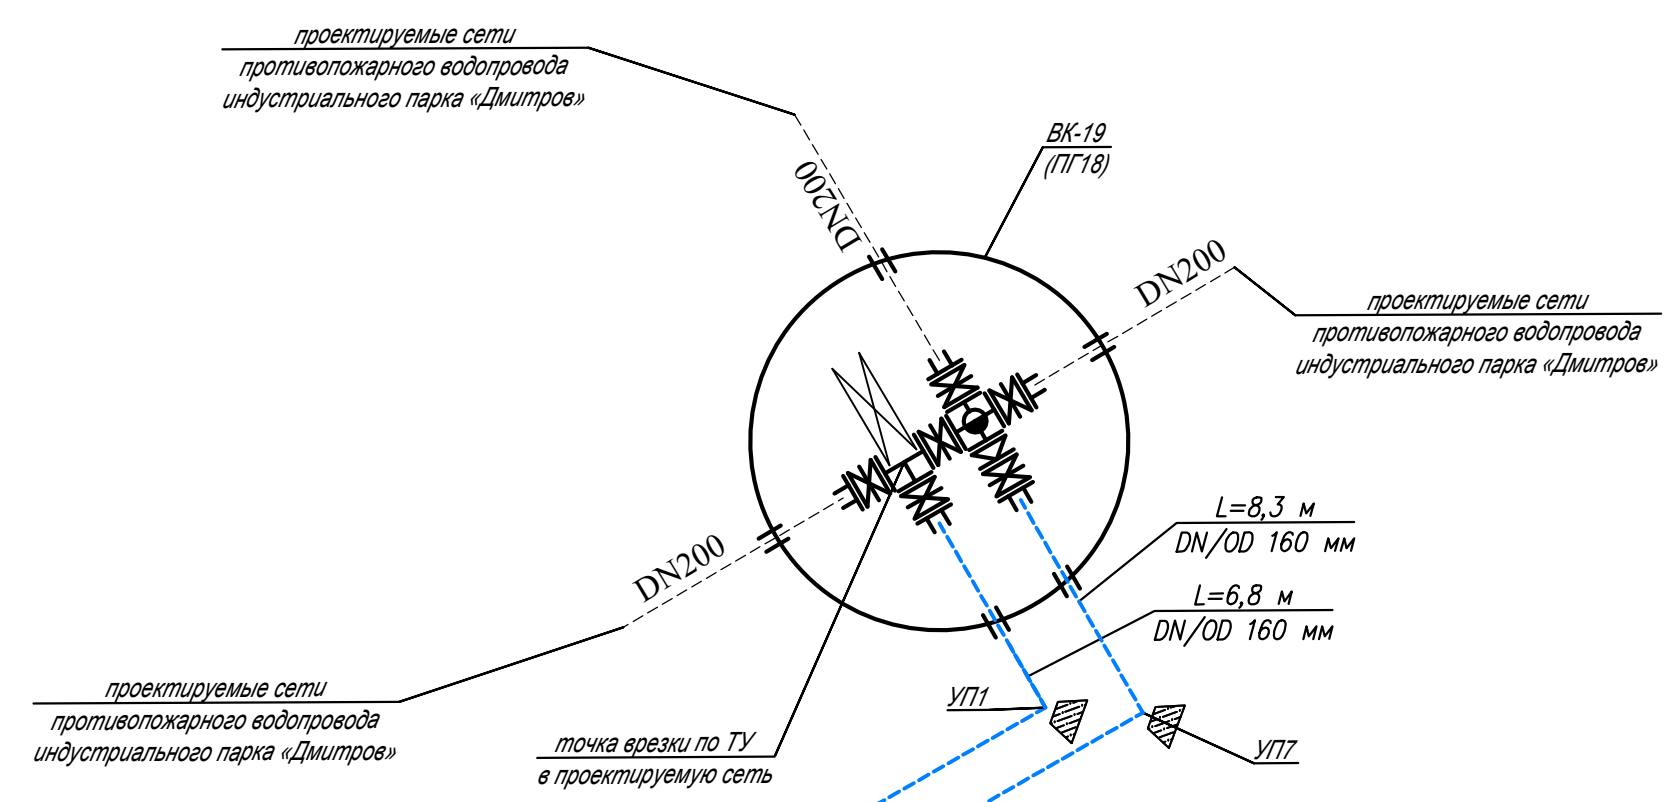 проектируемые сети
противопожарного водопровода
индустриального парка «Дмитров»
ВК-19
(ПГ18)
DN200
DN200
проектируемые сети
противопожарного водопровода
индустриального парка «Дмитров»
L=8,3 м
DN/OD 160 мм
DN200
L=6,8 м
DN/OD 160 мм
проектируемые сети
противопожарного водопровода
индустриального парка «Дмитров»
УП1
точка врезки по ТУ
в проектируемую сеть
УП7